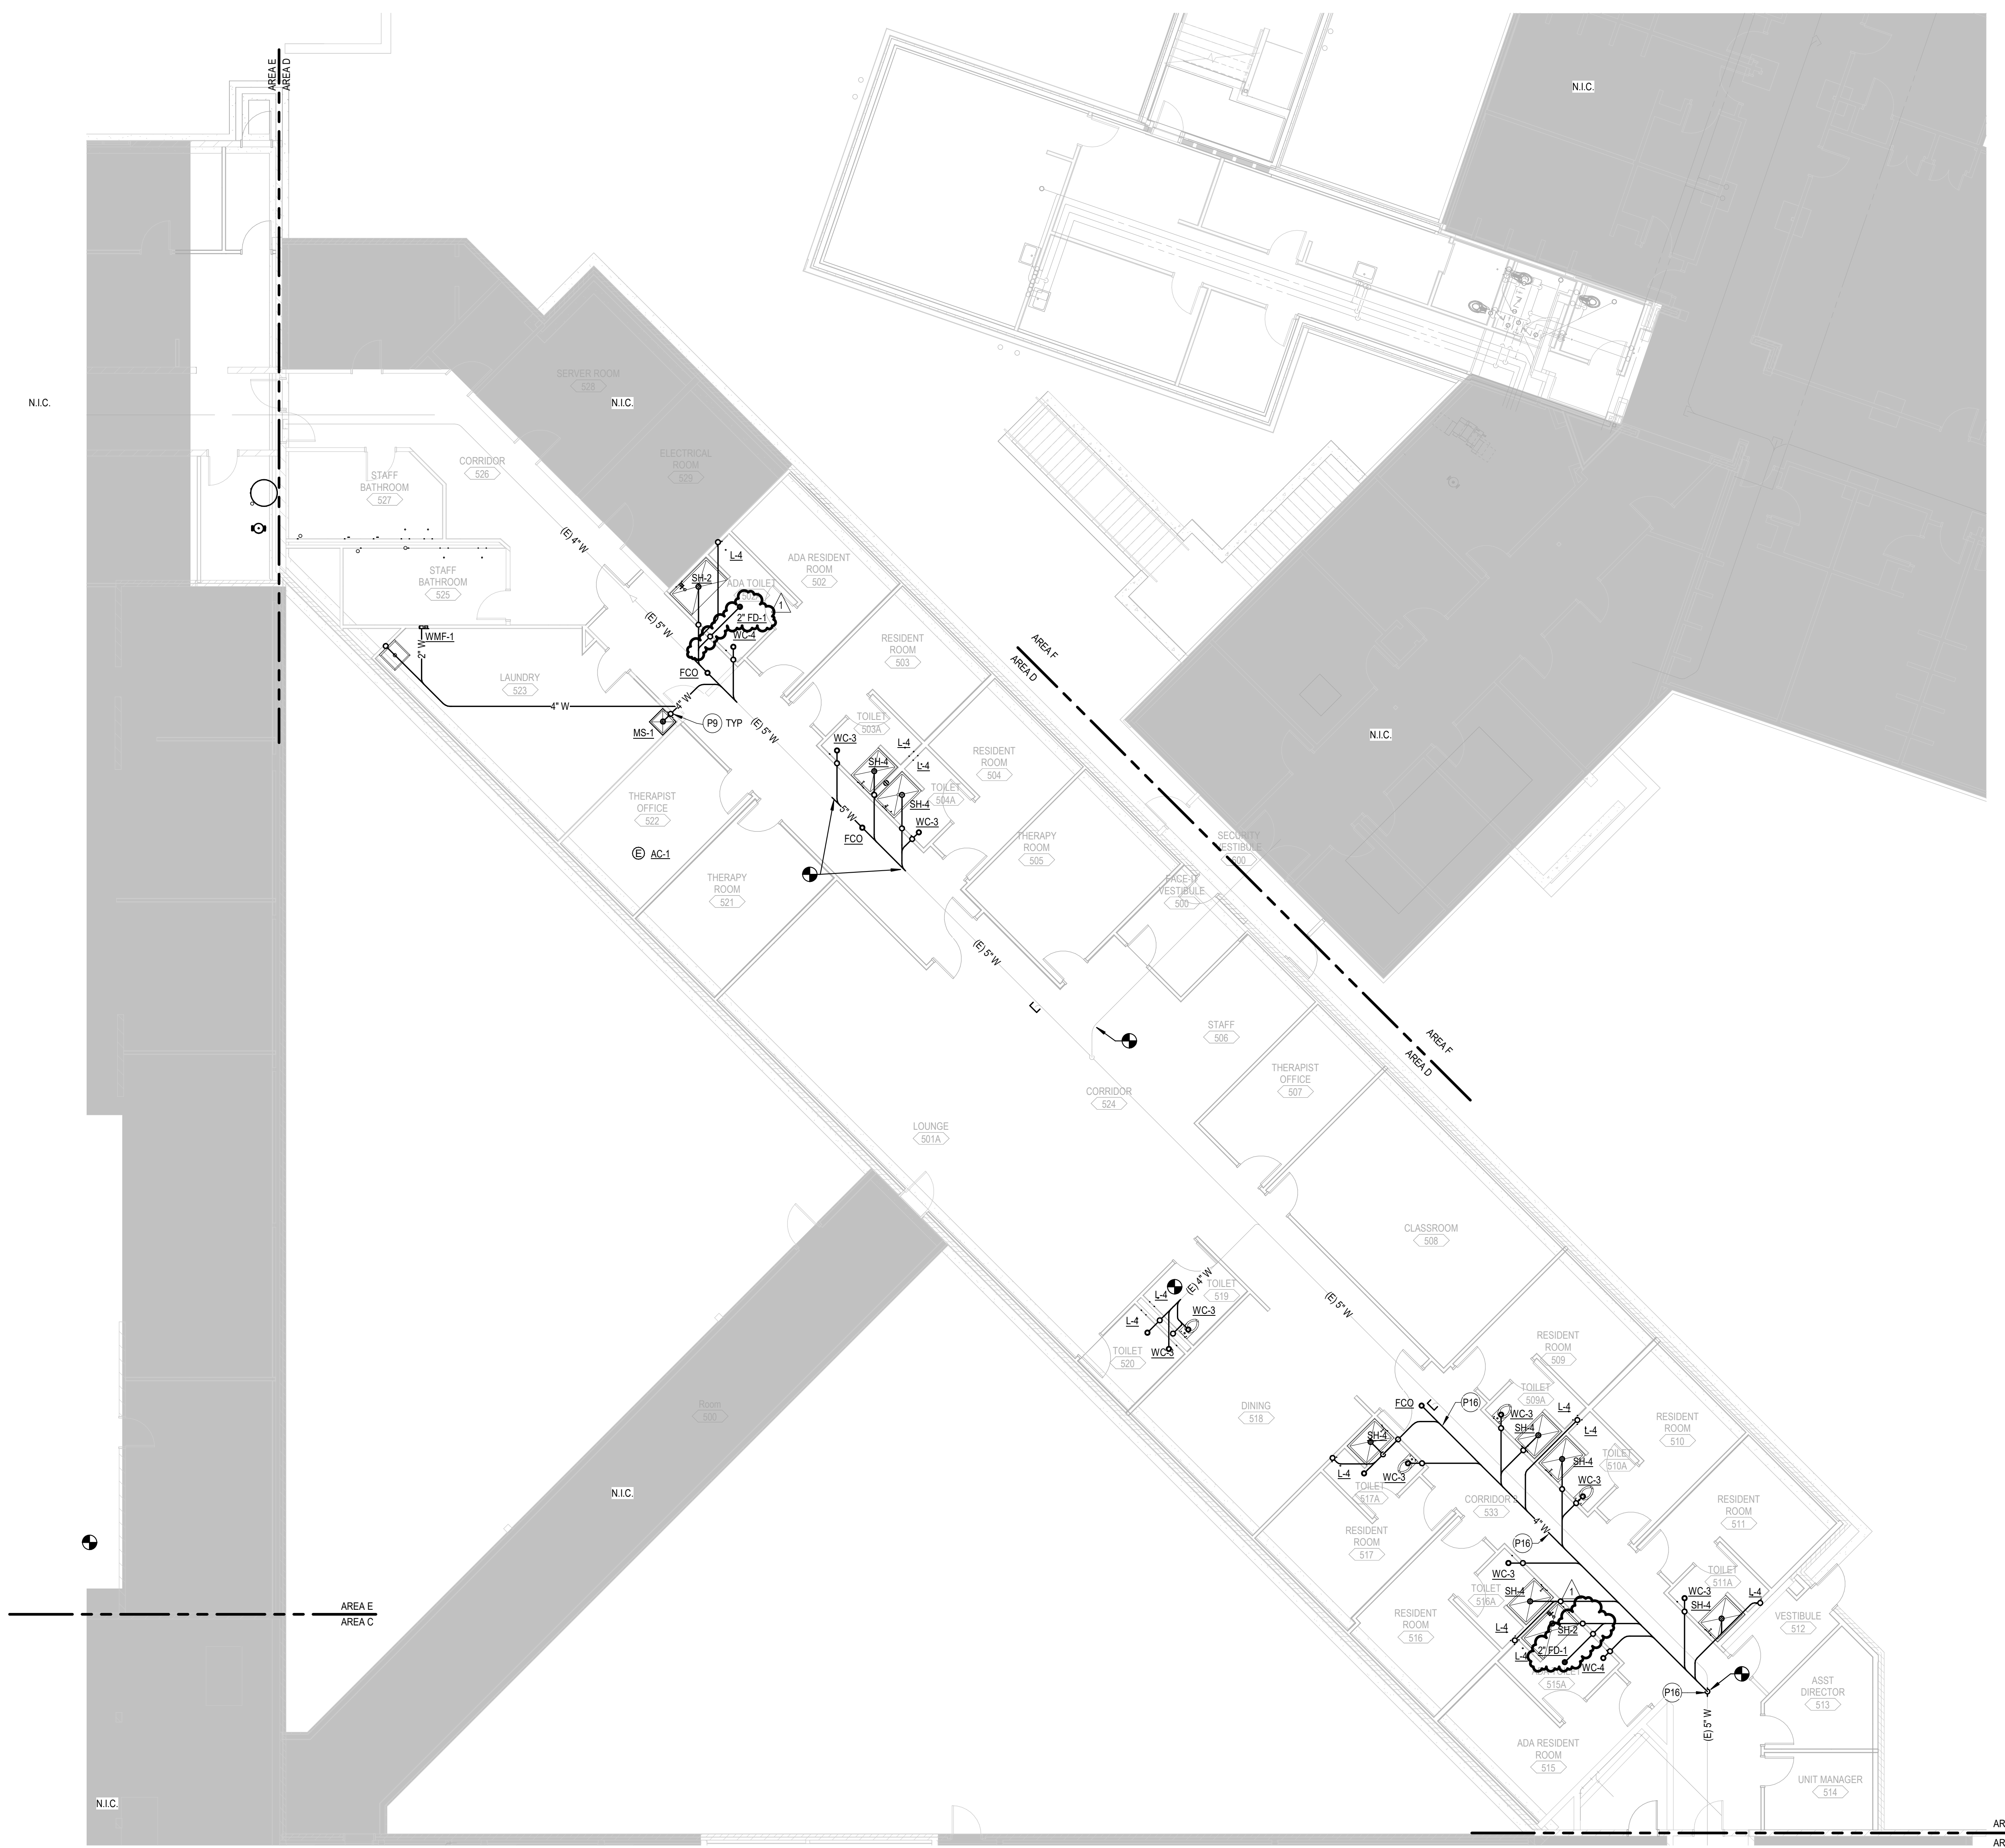 AREA E
AREA D
N.I.C.
SERVER ROOM
528
N.I.C.
N.I.C.
ELECTRICAL
ROOM
529
CORRIDOR
526
STAFF
BATHROOM
527
(E) 4" W
STAFF
BATHROOM
525
L-4
ADA RESIDENT
ROOM
502
SH-2
ADA TOILET
1
2" FD-1
WC-4
(E) 5" W
WMF-1
2" W
RESIDENT
ROOM
503
AREA F
AREA D
FCO
LAUNDRY
523
4" W
4" W
P9 TYP
MS-1
(E) 5" W
TOILET
503A
WC-3
L-4
SH-4
L-4
RESIDENT
ROOM
504
N.I.C.
TOILET
504A
SH-4
5" W
WC-3
FCO
THERAPIST
OFFICE
522
E AC-1
THERAPY
ROOM
505
SECURITY
VESTIBULE
600
THERAPY
ROOM
521
FACE-IT
VESTIBULE
500
(E) 5" W
STAFF
506
AREA F
AREA D
THERAPIST
OFFICE
507
CORRIDOR
524
LOUNGE
501A
CLASSROOM
508
(E) 4" W
TOILET
519
L-4
WC-3
L-4
WC-3
TOILET
520
(E) 5" W
RESIDENT
ROOM
509
TOILET
509A
DINING
518
Room
500
FCO
P16
WC-3
L-4
SH-4
L-4
RESIDENT
ROOM
510
SH-4
TOILET
510A
SH-4
L-4
WC-3
WC-3
TOILET
517A
N.I.C.
CORRIDOR 2
533
RESIDENT
ROOM
511
4" W
RESIDENT
ROOM
517
P16
WC-3
TOILET
511A
TOILET
516A
SH-4
1
WC-3
L-4
SH-4
AREA E
AREA C
RESIDENT
ROOM
516
L-4
SH-2
VESTIBULE
512
2" FD-1
L-4
WC-4
515A
P16
ASST
DIRECTOR
513
(E) 5" W
ADA RESIDENT
ROOM
515
UNIT MANAGER
514
N.I.C.
AR
AR